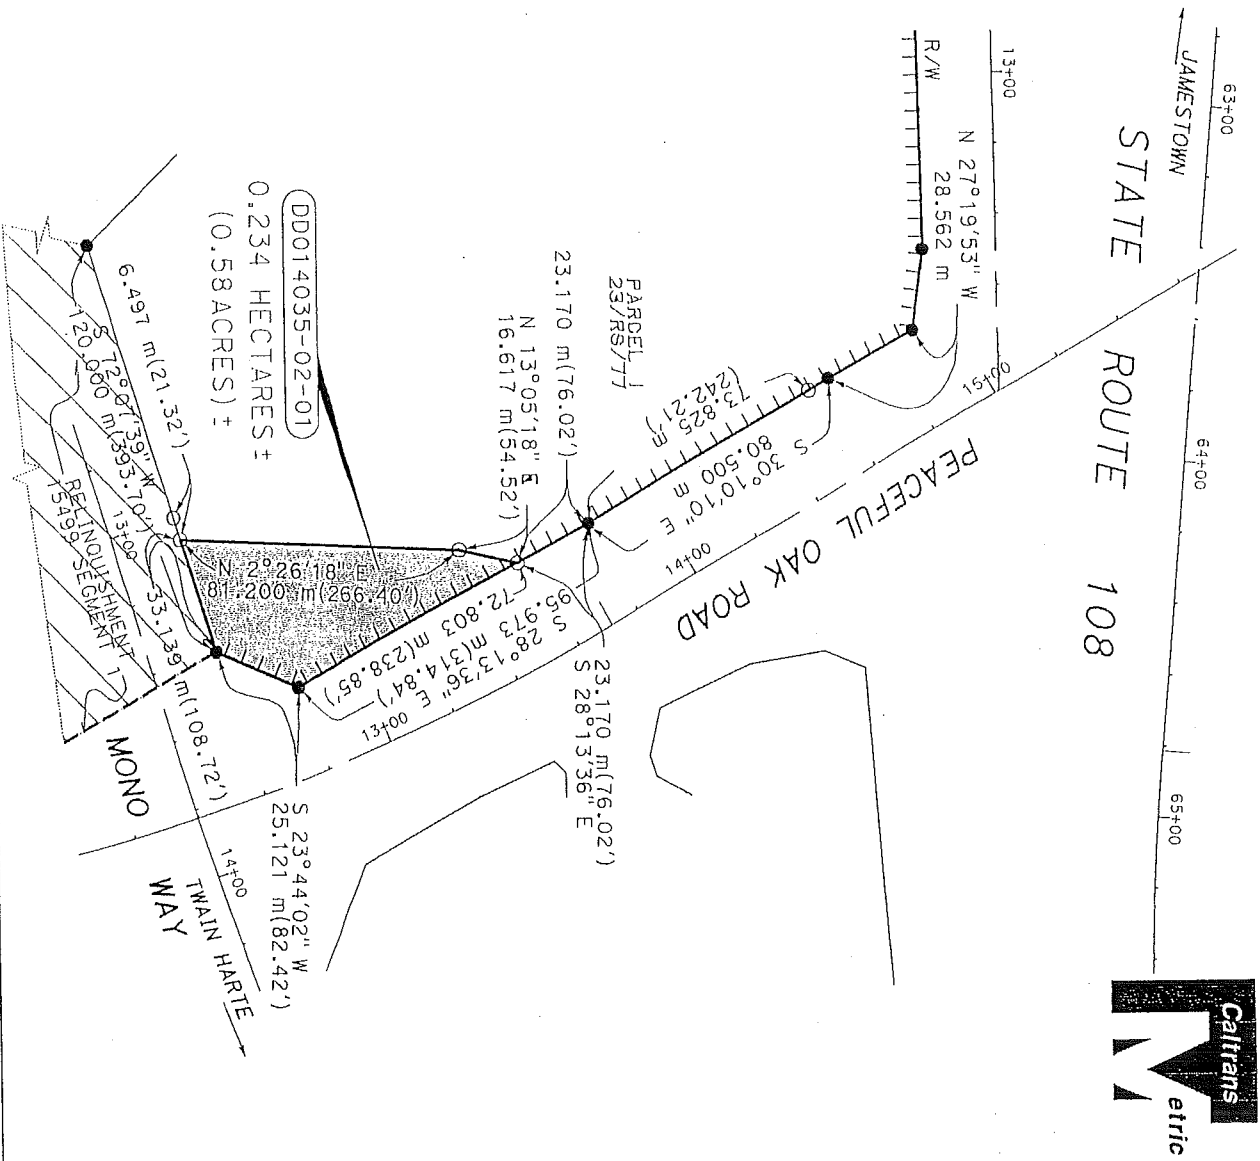 Caltrans
Metric
63+00
JAMESTOWN
STATE ROUTE 108
64+00
65+00
13+00
R/W
N 27°19'53" W
28.562 m
15+00
PEACEFUL OAK ROAD
14+00
13+00
PARCEL 1
23/RS/77
S 30°10'10" E
80.500 m
73.825 m
(242.21')
23.170 m(76.02')
N 13°05'18" E
16.617 m(54.52')
23.170 m(76.02')
S 28°13'36" E
S 28°13'36" E
95.973 m(314.84')
72.803 m(238.85')
DD014035-02-01
0.234 HECTARES±
(0.58ACRES)±
N 2°26'18" E
81.200 m(266.40')
6.497 m(21.32')
S 72°07'39" W
120.000 m(393.70')
13+00
33.139 m(108.72')
RELINQUISHMENT
15499 SEGMENT 1
S 23°44'02" W
25.121 m(82.42')
MONO WAY
14+00
TWAIN HARTE